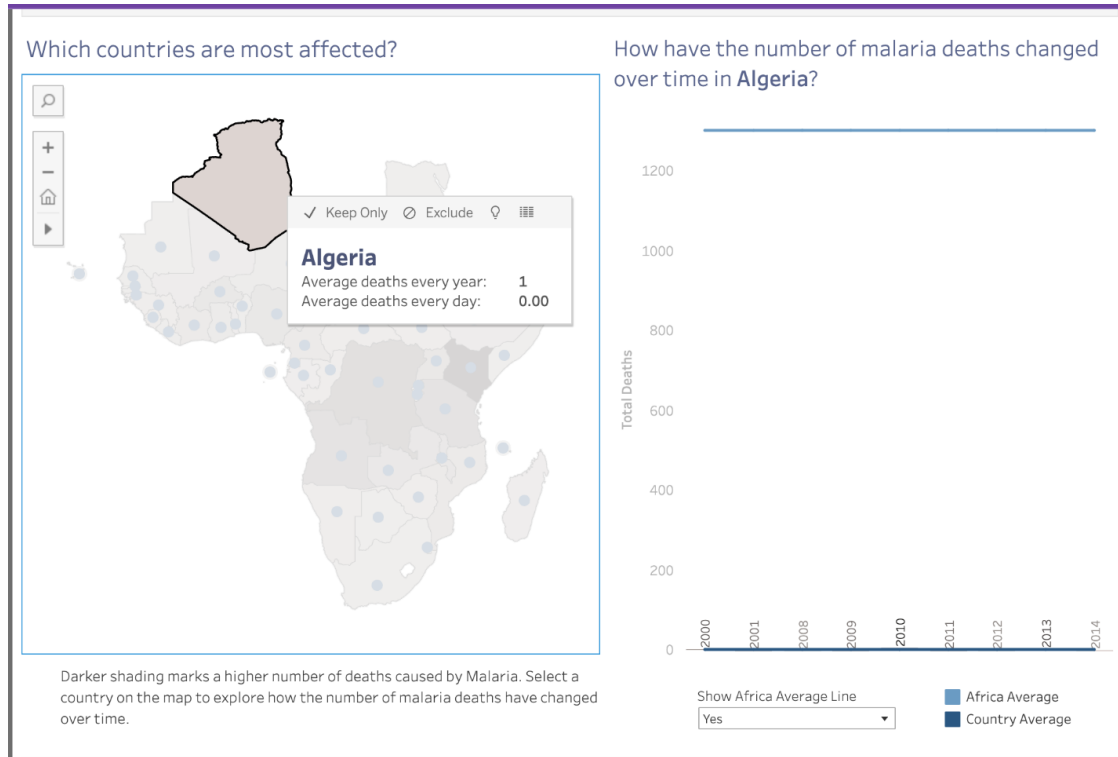 Which countries are most affected?
Keep Only Exclude
Algeria
Average deaths every year: 1
Average deaths every day: 0.00
Darker shading marks a higher number of deaths caused by Malaria. Select a
country on the map to explore how the number of malaria deaths have changed
over time.
How have the number of malaria deaths changed
over time in Algeria?
Total Deaths
1200
1000
800
600
400
200
0
2000 2001 2008 2009 2010 2011 2012 2013 2014
Show Africa Average Line
Yes
Africa Average
Country Average